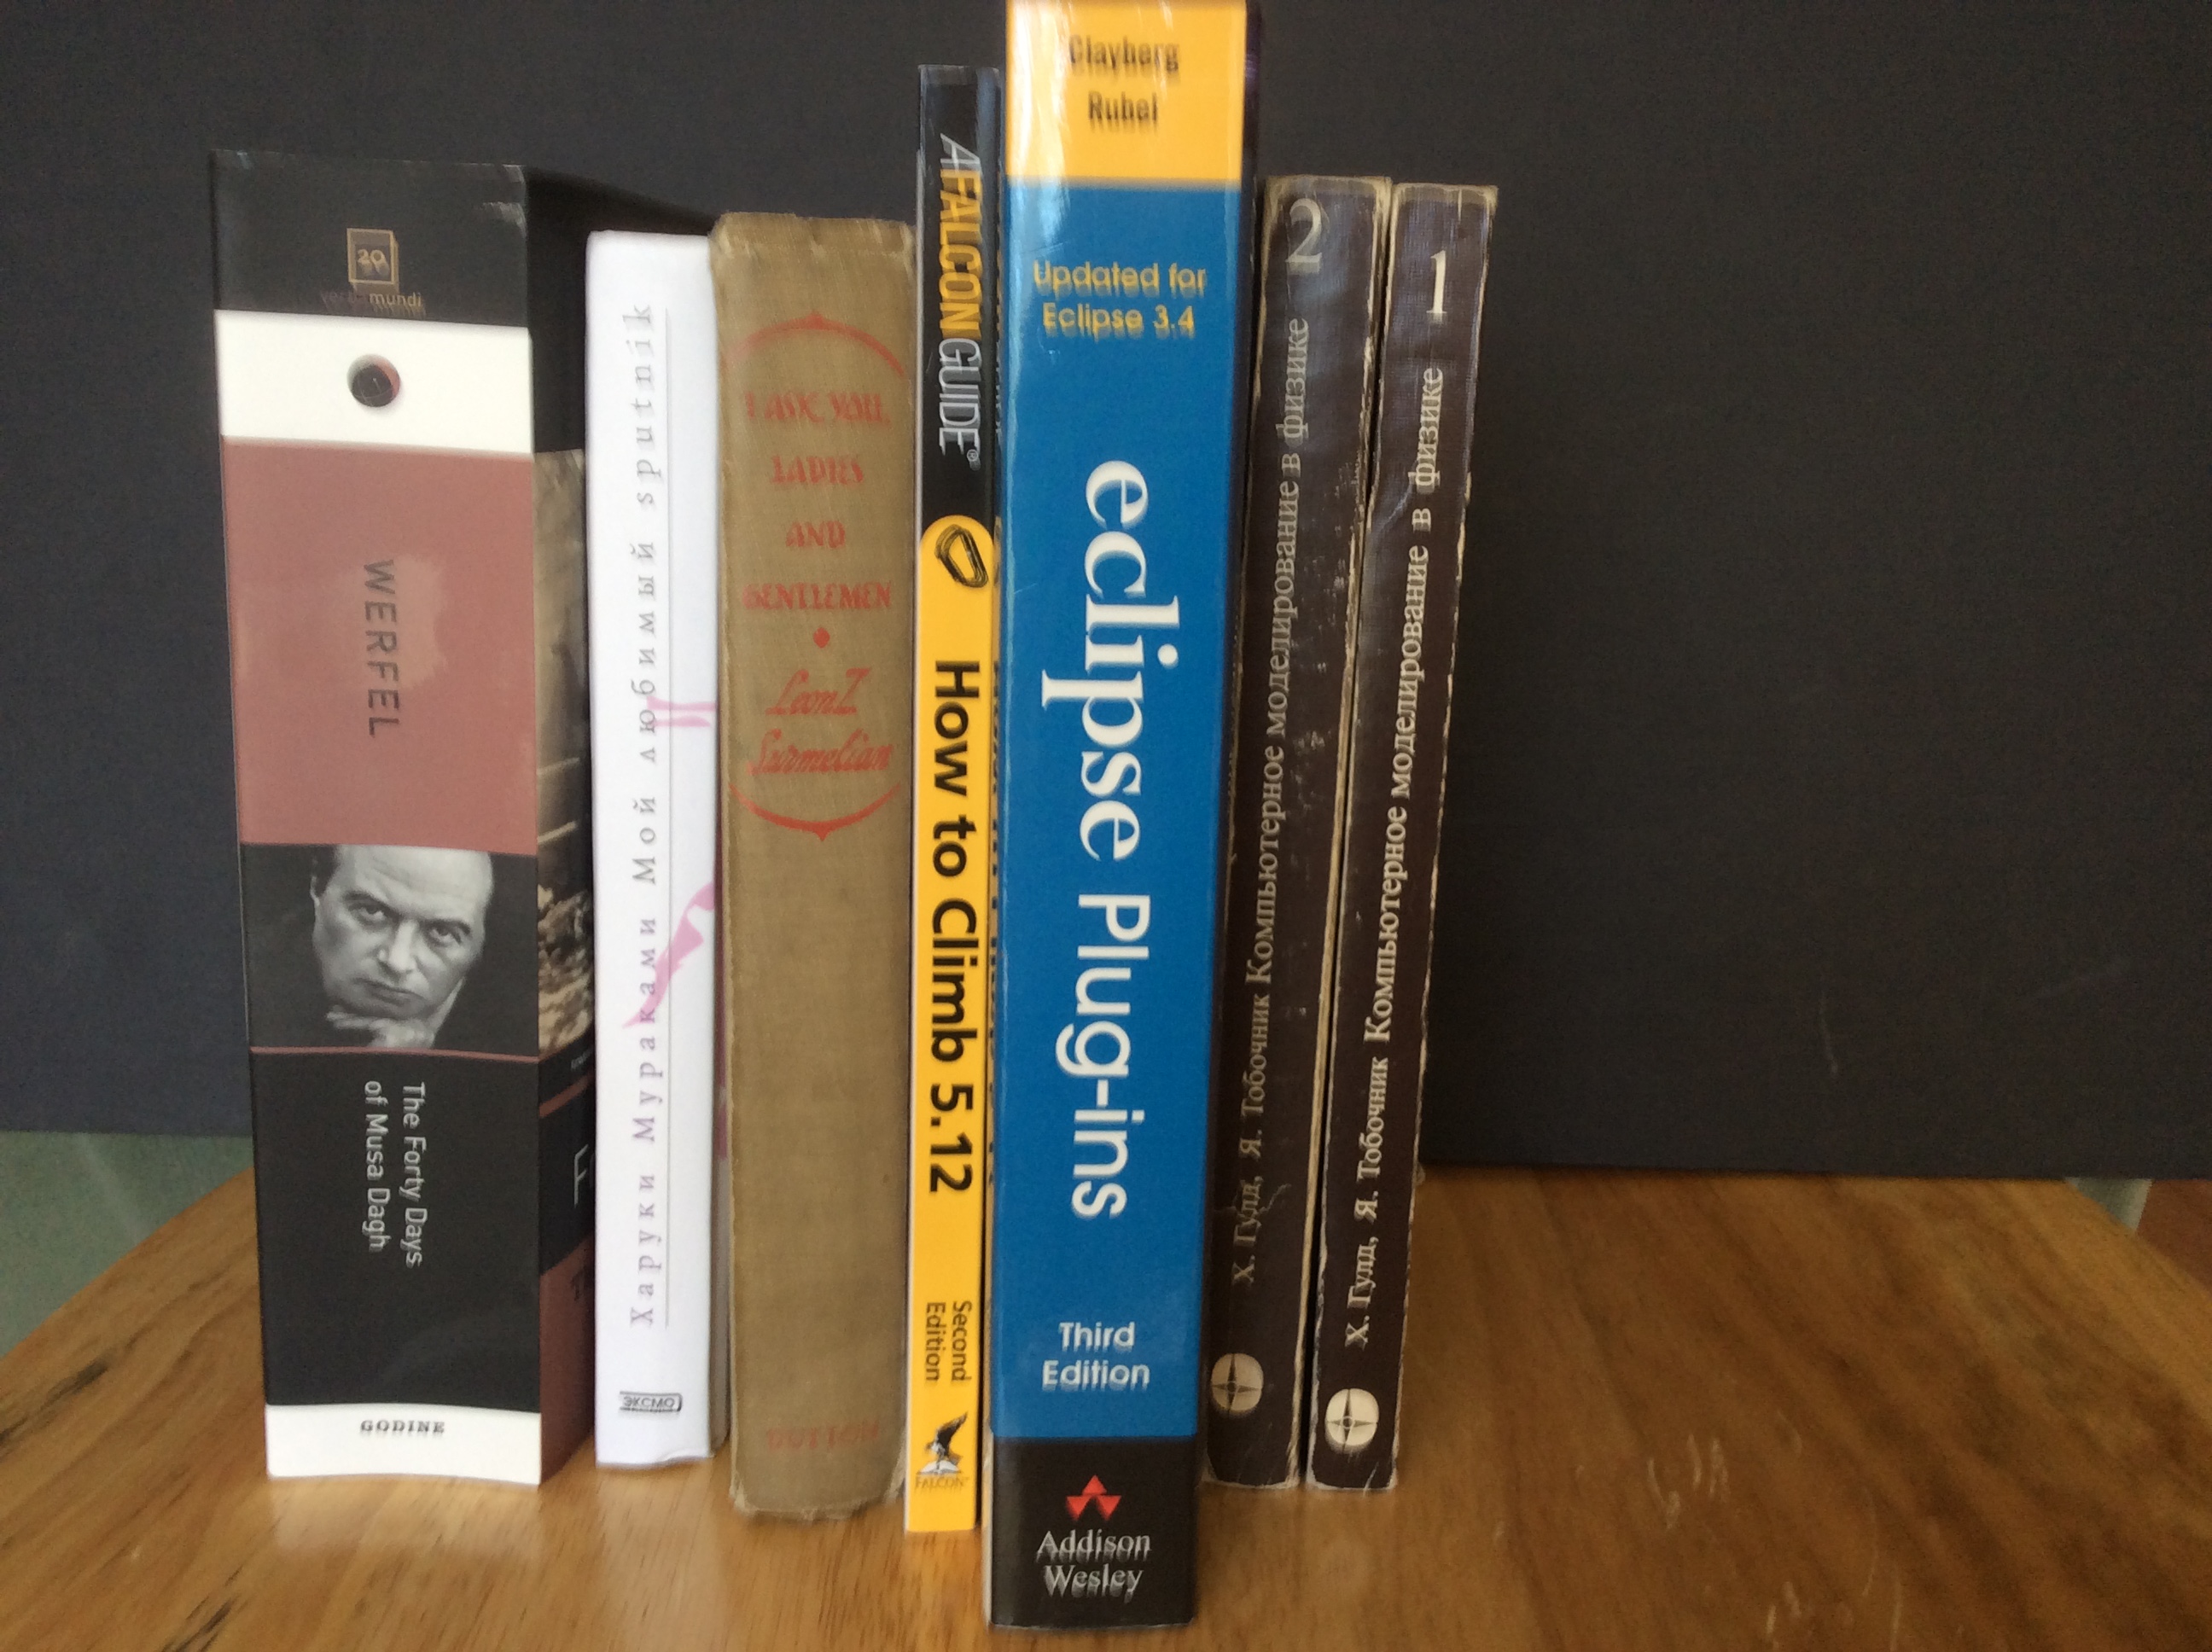 20
verba mundi
WERFEL
The Forty Days
of Musa Dagh
GODINE
Харуки Мураками Мой любимый sputnik
ЭКСМО
I ASK YOU,
LADIES
AND
GENTLEMEN
Leon Z
Surmelian
DUTTON
A FALCON GUIDE®
How to Climb 5.12
Second
Edition
FALCON
Clayberg
Rubel
Updated for
Eclipse 3.4
eclipse Plug-ins
Third
Edition
Addison
Wesley
2
Х. Гулд, Я. Тобочник Компьютерное моделирование в физике
1
Х. Гулд, Я. Тобочник Компьютерное моделирование в физике